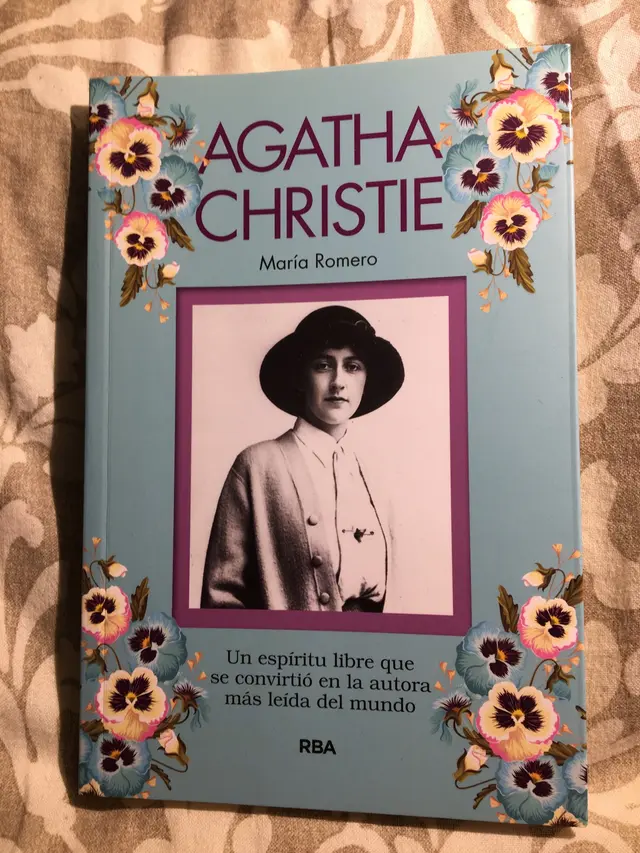 AGATHA
CHRISTIE
María Romero
Un espíritu libre que
se convirtió en la autora
más leída del mundo
RBA